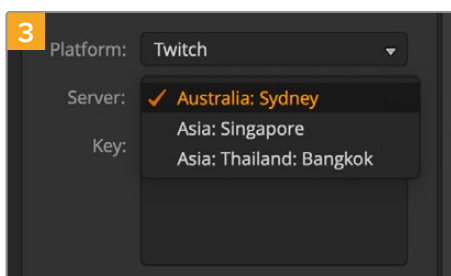 3
Platform: Twitch
Server: ✓ Australia: Sydney
Asia: Singapore
Key:
Asia: Thailand: Bangkok